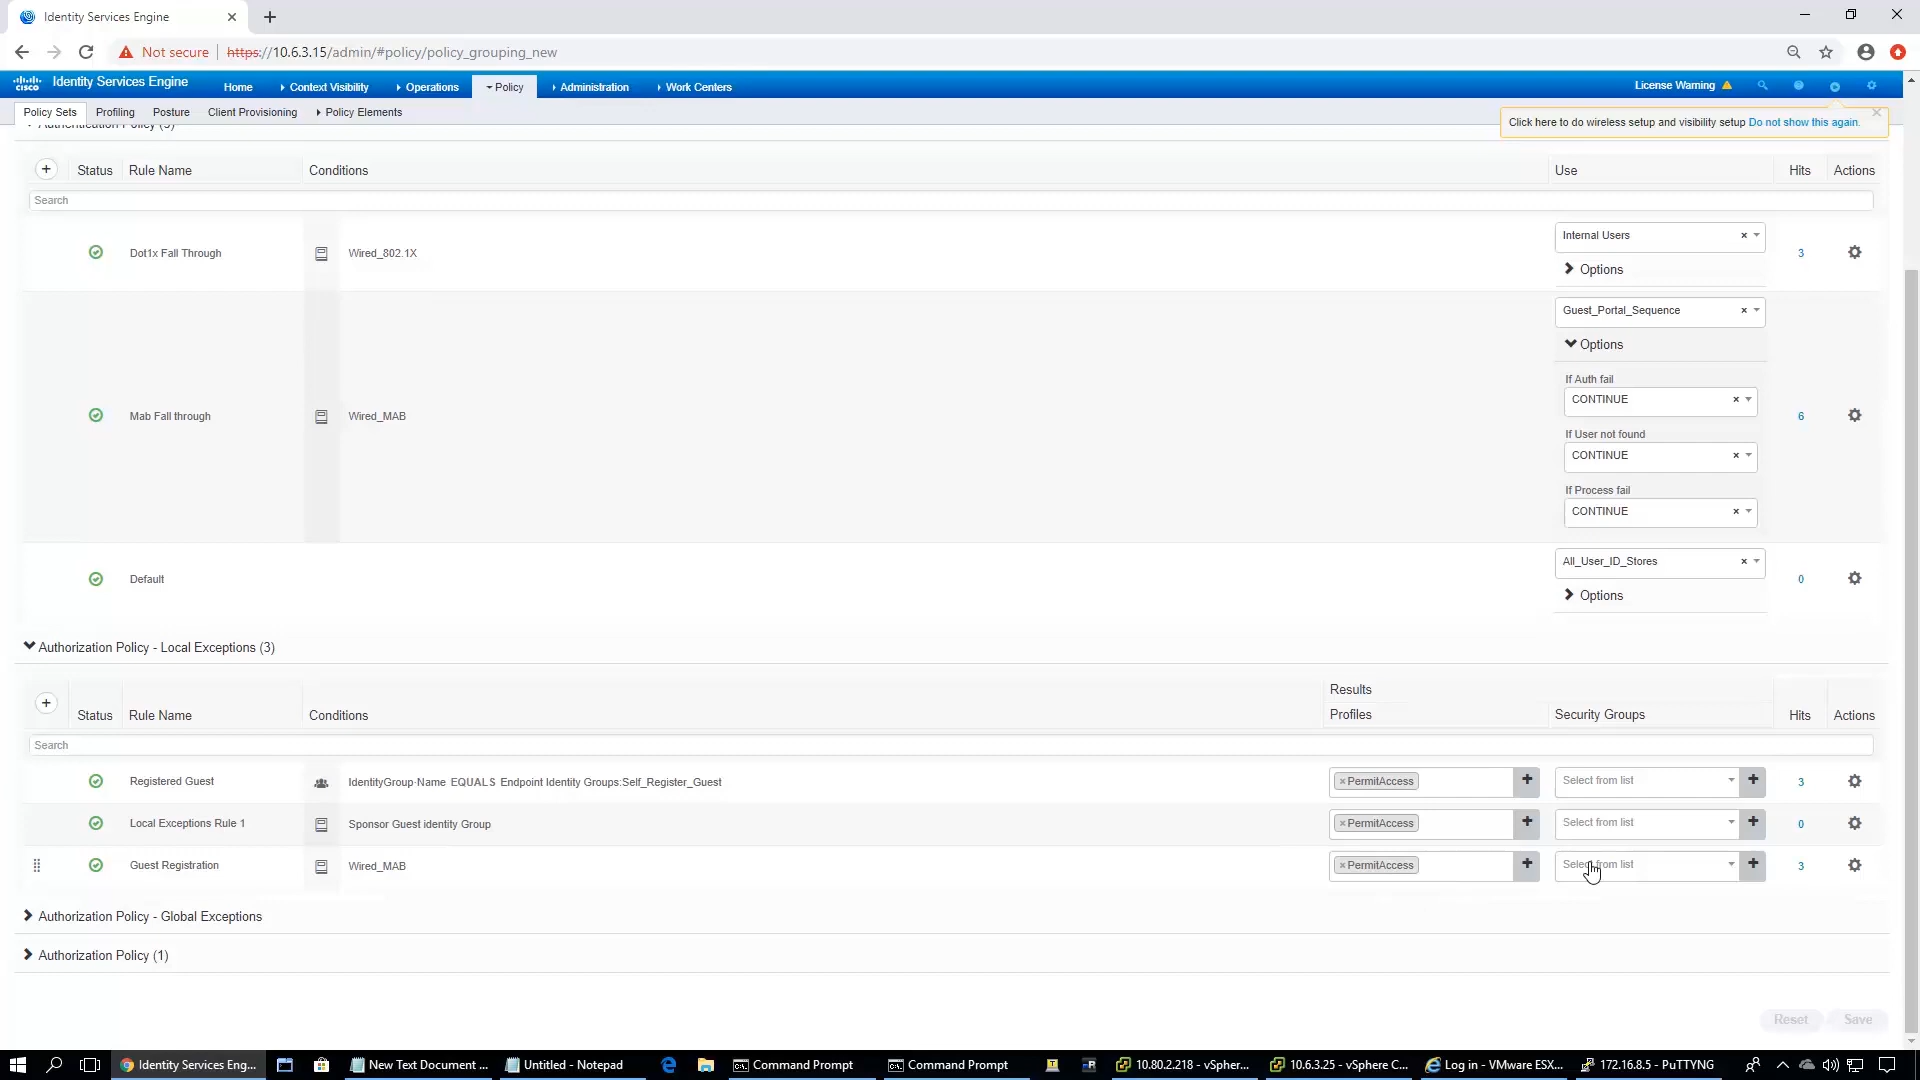 Identity Services Engine
Not secure | https://10.6.3.15/admin/#policy/policy_grouping_new
cisco Identity Services Engine Home Context Visibility Operations Policy Administration Work Centers License Warning
Policy Sets Profiling Posture Client Provisioning Policy Elements
Click here to do wireless setup and visibility setup Do not show this again.
Authentication Policy (3)
Status Rule Name Conditions Use Hits Actions
Search
Dot1x Fall Through Wired_802.1X Internal Users 3
Options
Mab Fall through Wired_MAB Guest_Portal_Sequence 6
Options
If Auth fail
CONTINUE
If User not found
CONTINUE
If Process fail
CONTINUE
Default All_User_ID_Stores 0
Options
Authorization Policy - Local Exceptions (3)
Results
Status Rule Name Conditions Profiles Security Groups Hits Actions
Search
Registered Guest IdentityGroup·Name EQUALS Endpoint Identity Groups:Self_Register_Guest ×PermitAccess Select from list 3
Local Exceptions Rule 1 Sponsor Guest identity Group ×PermitAccess Select from list 0
Guest Registration Wired_MAB ×PermitAccess Select from list 3
Authorization Policy - Global Exceptions
Authorization Policy (1)
Reset Save
Identity Services Eng... New Text Document ... Untitled - Notepad Command Prompt Command Prompt 10.80.2.218 - vSphere... 10.6.3.25 - vSphere C... Log in - VMware ESX... 172.16.8.5 - PuTTYNG